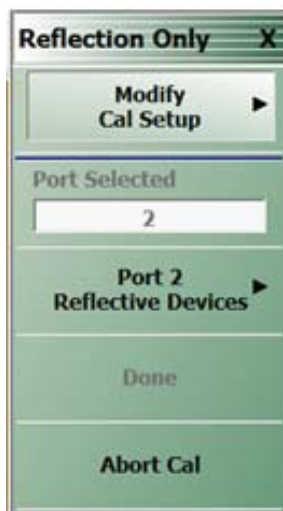 Reflection Only X
Modify
Cal Setup
Port Selected
2
Port 2
Reflective Devices
Done
Abort Cal